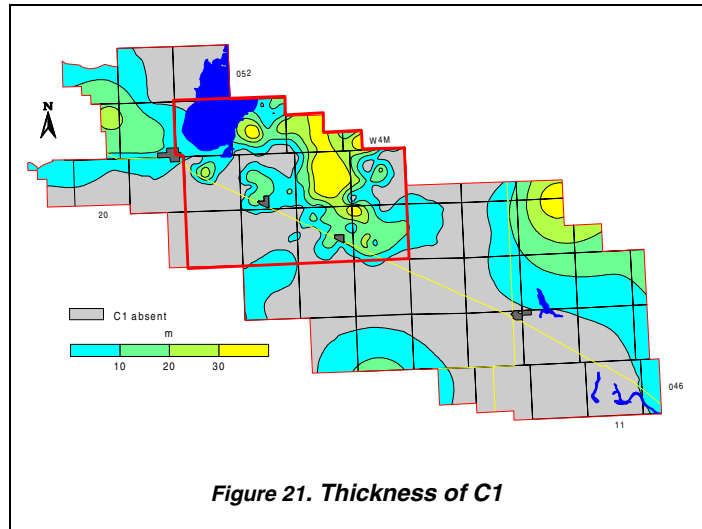 052
N
W4M
20
C1 absent
m
10 20 30
046
11
Figure 21. Thickness of C1